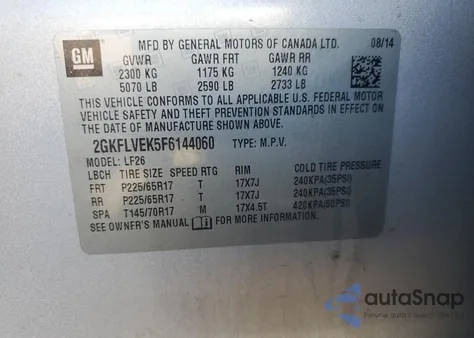 GM
MFD BY GENERAL MOTORS OF CANADA LTD. 08/14
GVWR GAWR FRT GAWR RR
2300 KG 1175 KG 1240 KG
5070 LB 2590 LB 2733 LB
THIS VEHICLE CONFORMS TO ALL APPLICABLE U.S. FEDERAL MOTOR
VEHICLE SAFETY AND THEFT PREVENTION STANDARDS IN EFFECT ON
THE DATE OF MANUFACTURE SHOWN ABOVE.
2GKFLVEK5F6144060 TYPE: M.P.V.
MODEL: LF26
LBCH TIRE SIZE SPEED RTG RIM COLD TIRE PRESSURE
FRT P225/65R17 T 17X7J 240KPA(35PSI)
RR P225/65R17 T 17X7J 240KPA(35PSI)
SPA T145/70R17 M 17X4.5T 420KPA(60PSI)
SEE OWNER'S MANUAL FOR MORE INFORMATION.
autoSnap